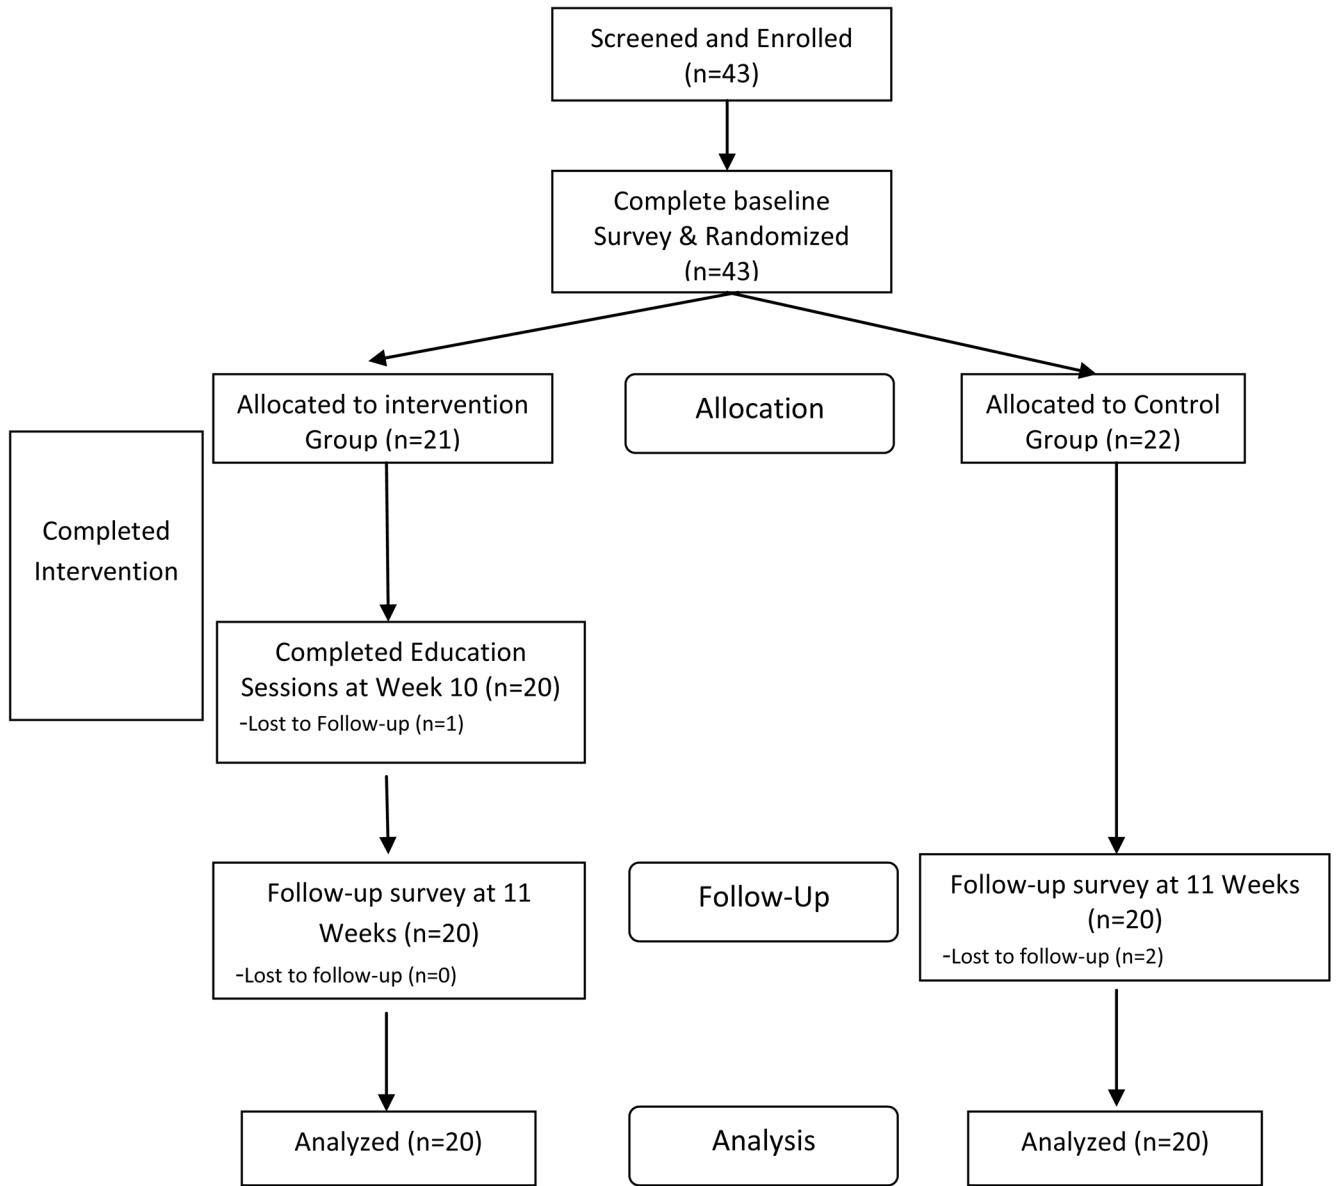 Screened and Enrolled
(n=43)
Complete baseline
Survey & Randomized
(n=43)
Allocated to intervention
Group (n=21)
Allocation
Allocated to Control
Group (n=22)
Completed
Intervention
Completed Education
Sessions at Week 10 (n=20)
-Lost to Follow-up (n=1)
Follow-up survey at 11
Weeks (n=20)
-Lost to follow-up (n=0)
Follow-Up
Follow-up survey at 11 Weeks
(n=20)
-Lost to follow-up (n=2)
Analyzed (n=20)
Analysis
Analyzed (n=20)